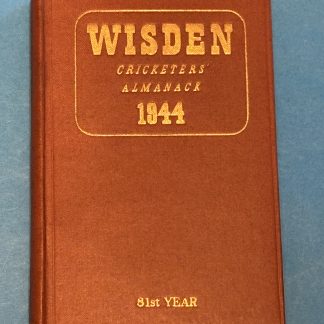 WISDEN
CRICKETERS'
ALMANACK
1944
81st YEAR